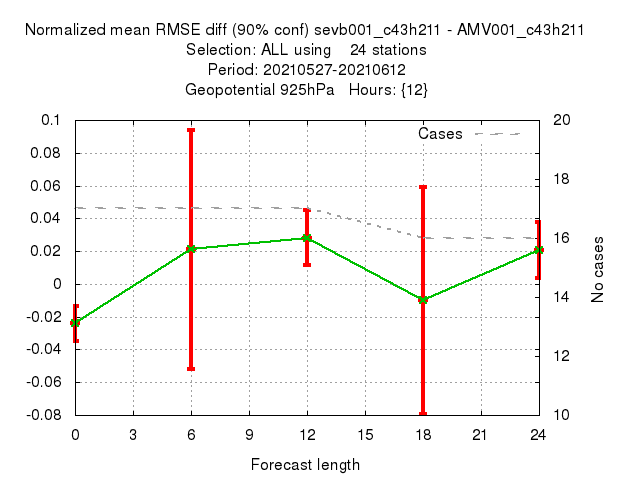 Normalized mean RMSE diff (90% conf) sevb001_c43h211 - AMV001_c43h211
Selection: ALL using    24 stations
Period: 20210527-20210612
Geopotential 925hPa   Hours: {12}
0.1
0.08
0.06
0.04
0.02
0
-0.02
-0.04
-0.06
-0.08
Cases
20
18
16
14
12
10
No cases
0 3 6 9 12 15 18 21 24
Forecast length